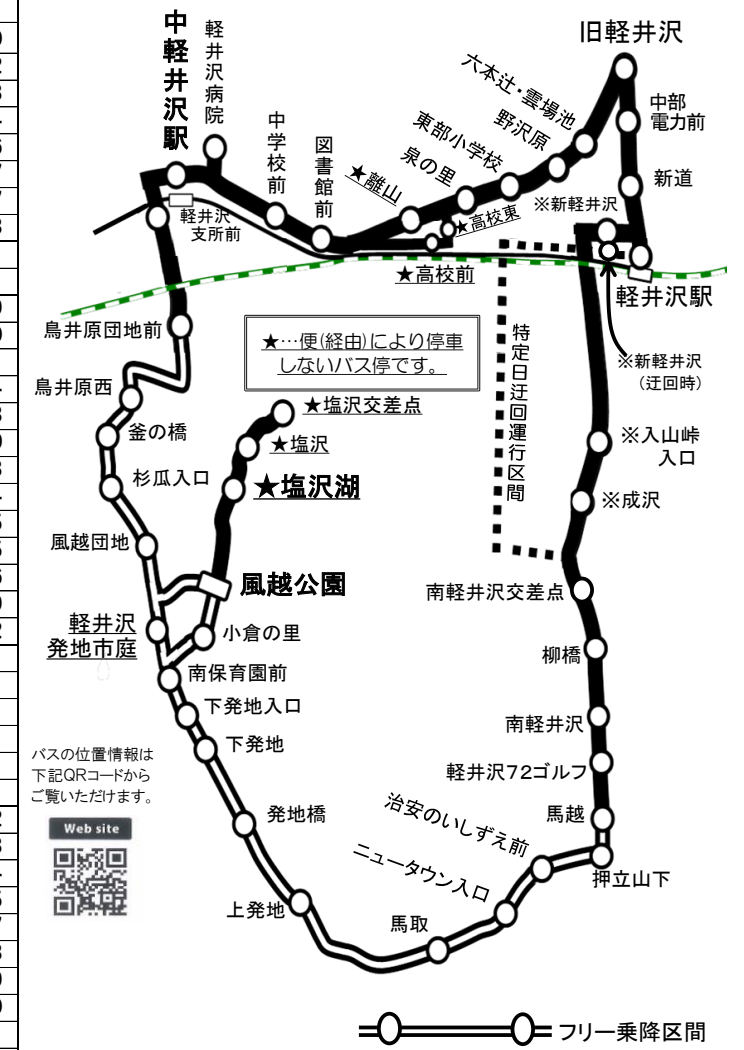 旧軽井沢
中軽井沢駅
軽井沢病院
中学校前
図書館前
★離山
泉の里
東部小学校
野沢原
六本辻・雲場池
中部
電力前
新道
※新軽井沢
★高校東
軽井沢
支所前
★高校前
軽井沢駅
鳥井原団地前
★…便(経由)により停車
しないバス停です。
特定日迂回運行区間
※新軽井沢
（迂回時）
鳥井原西
★塩沢交差点
釜の橋
★塩沢
※入山峠
入口
杉瓜入口
★塩沢湖
※成沢
風越団地
風越公園
南軽井沢交差点
軽井沢
発地市庭
小倉の里
柳橋
南保育園前
下発地入口
南軽井沢
下発地
バスの位置情報は
下記QRコードから
ご覧いただけます。
軽井沢72ゴルフ
Web site
発地橋
治安のいしずえ前
馬越
ニュータウン入口
押立山下
上発地
馬取
フリー乗降区間